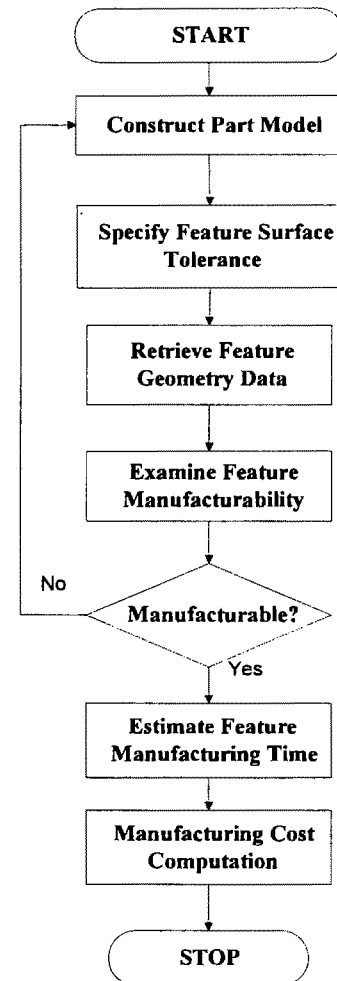 START
Construct Part Model
Specify Feature Surface
Tolerance
Retrieve Feature
Geometry Data
Examine Feature
Manufacturability
No
Manufacturable?
Yes
Estimate Feature
Manufacturing Time
Manufacturing Cost
Computation
STOP